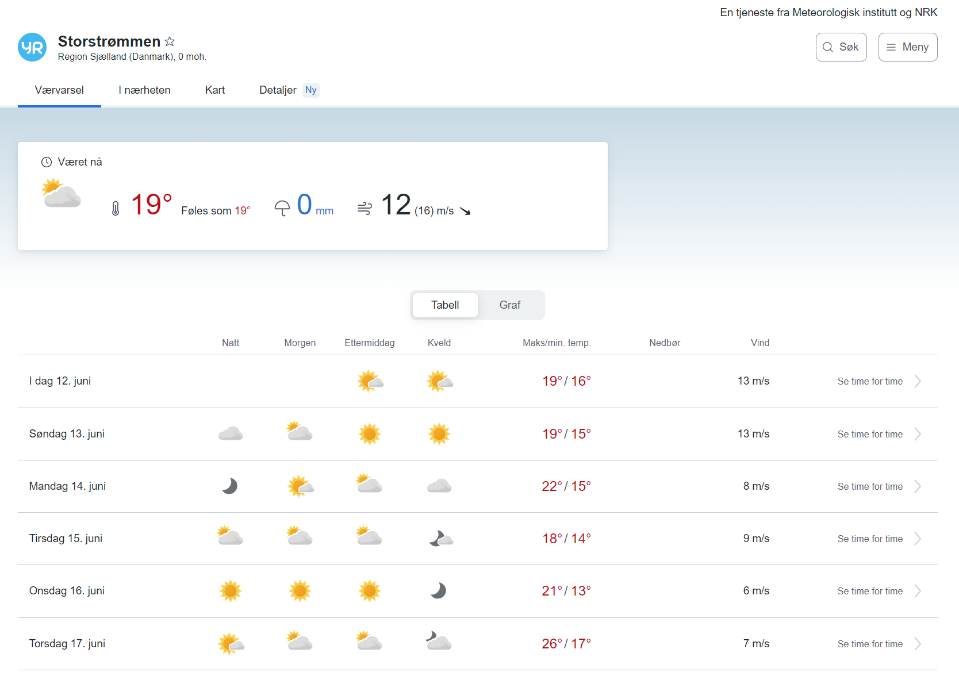 En tjeneste fra Meteorologisk institutt og NRK
YR
Storstrømmen
Region Sjælland (Danmark), 0 moh.
Søk
Meny
Værvarsel I nærheten Kart Detaljer Ny
Været nå
19° Føles som 19° 0 mm 12 (16) m/s
Tabell Graf
Natt Morgen Ettermiddag Kveld Maks/min. temp. Nedbør Vind
I dag 12. juni 19°/16° 13 m/s Se time for time
Søndag 13. juni 19°/15° 13 m/s Se time for time
Mandag 14. juni 22°/15° 8 m/s Se time for time
Tirsdag 15. juni 18°/14° 9 m/s Se time for time
Onsdag 16. juni 21°/13° 6 m/s Se time for time
Torsdag 17. juni 26°/17° 7 m/s Se time for time